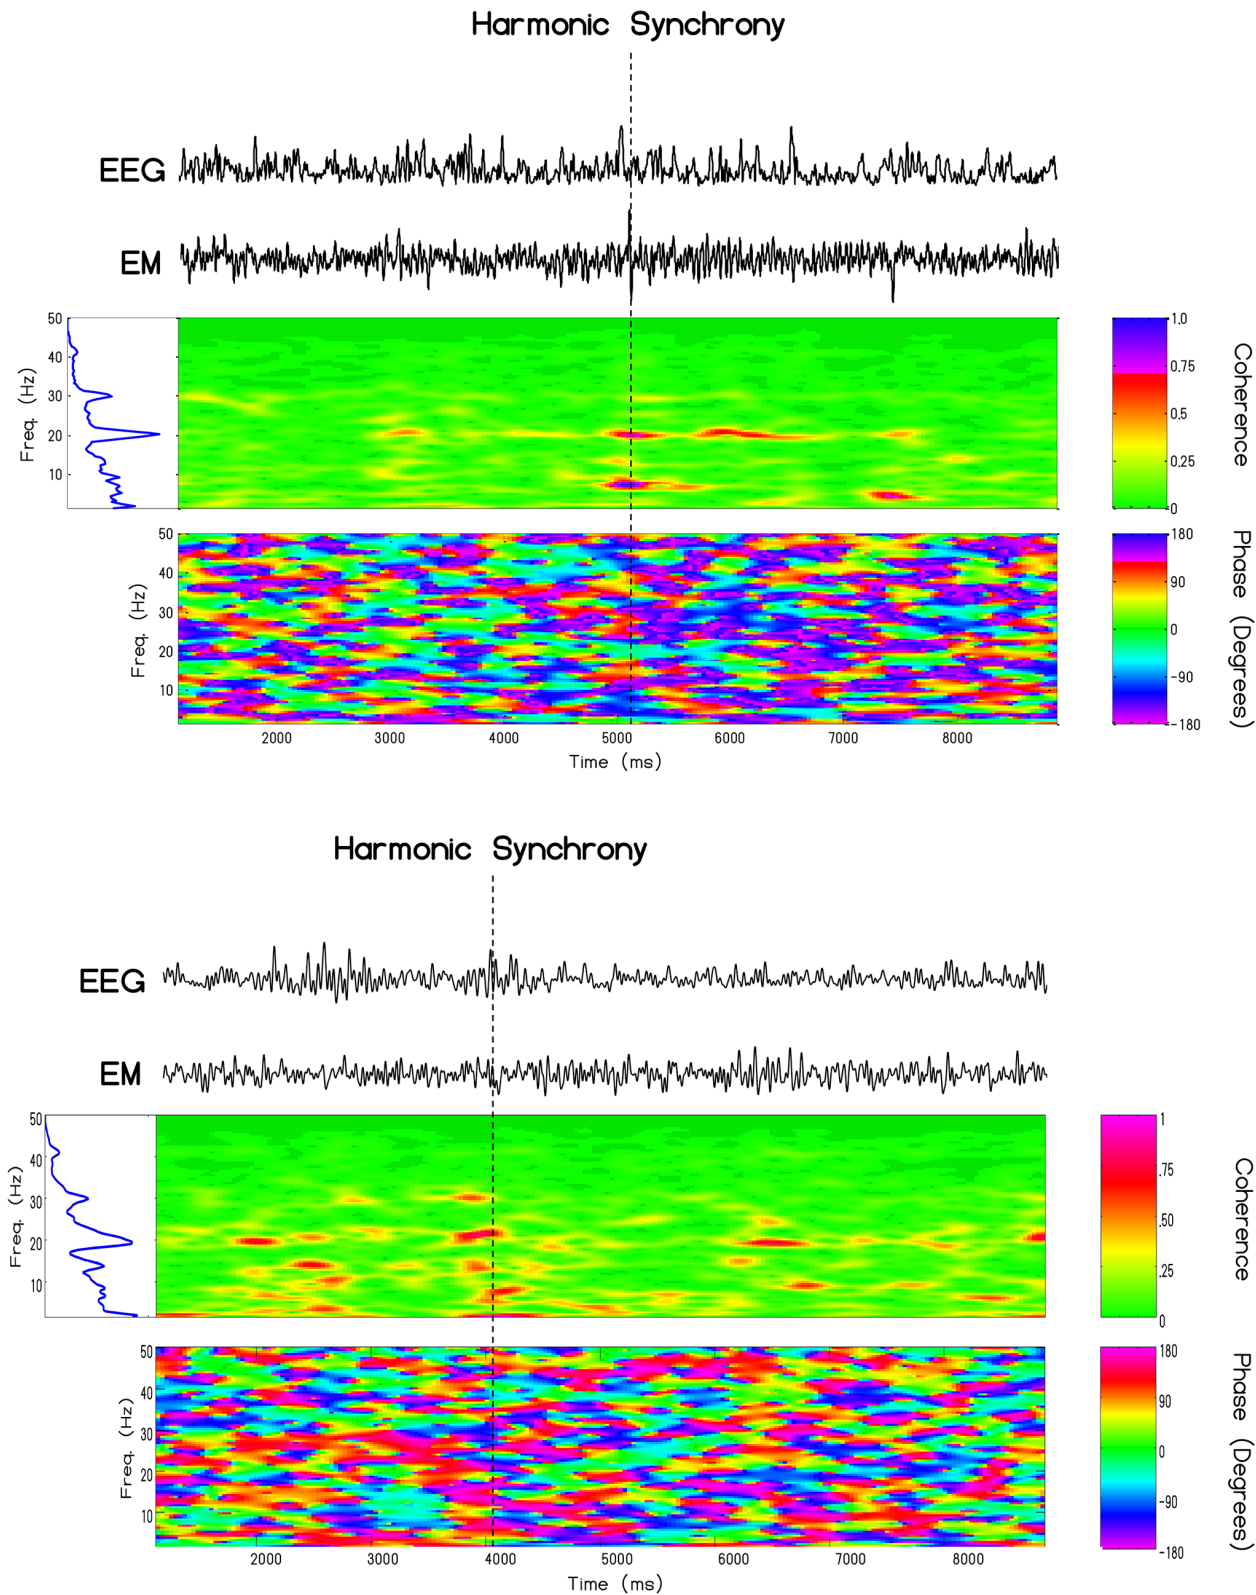 Harmonic Synchrony
EEG
EM
50
40
30
20
10
Freq. (Hz)
1.0
0.75
0.5
0.25
0
Coherence
50
40
30
20
10
Freq. (Hz)
180
90
0
-90
-180
Phase (Degrees)
2000 3000 4000 5000 6000 7000 8000
Time (ms)
Harmonic Synchrony
EEG
EM
50
40
30
20
10
Freq. (Hz)
1
.75
.50
.25
0
Coherence
50
40
30
20
10
Freq. (Hz)
180
90
0
-90
-180
Phase (Degrees)
2000 3000 4000 5000 6000 7000 8000
Time (ms)